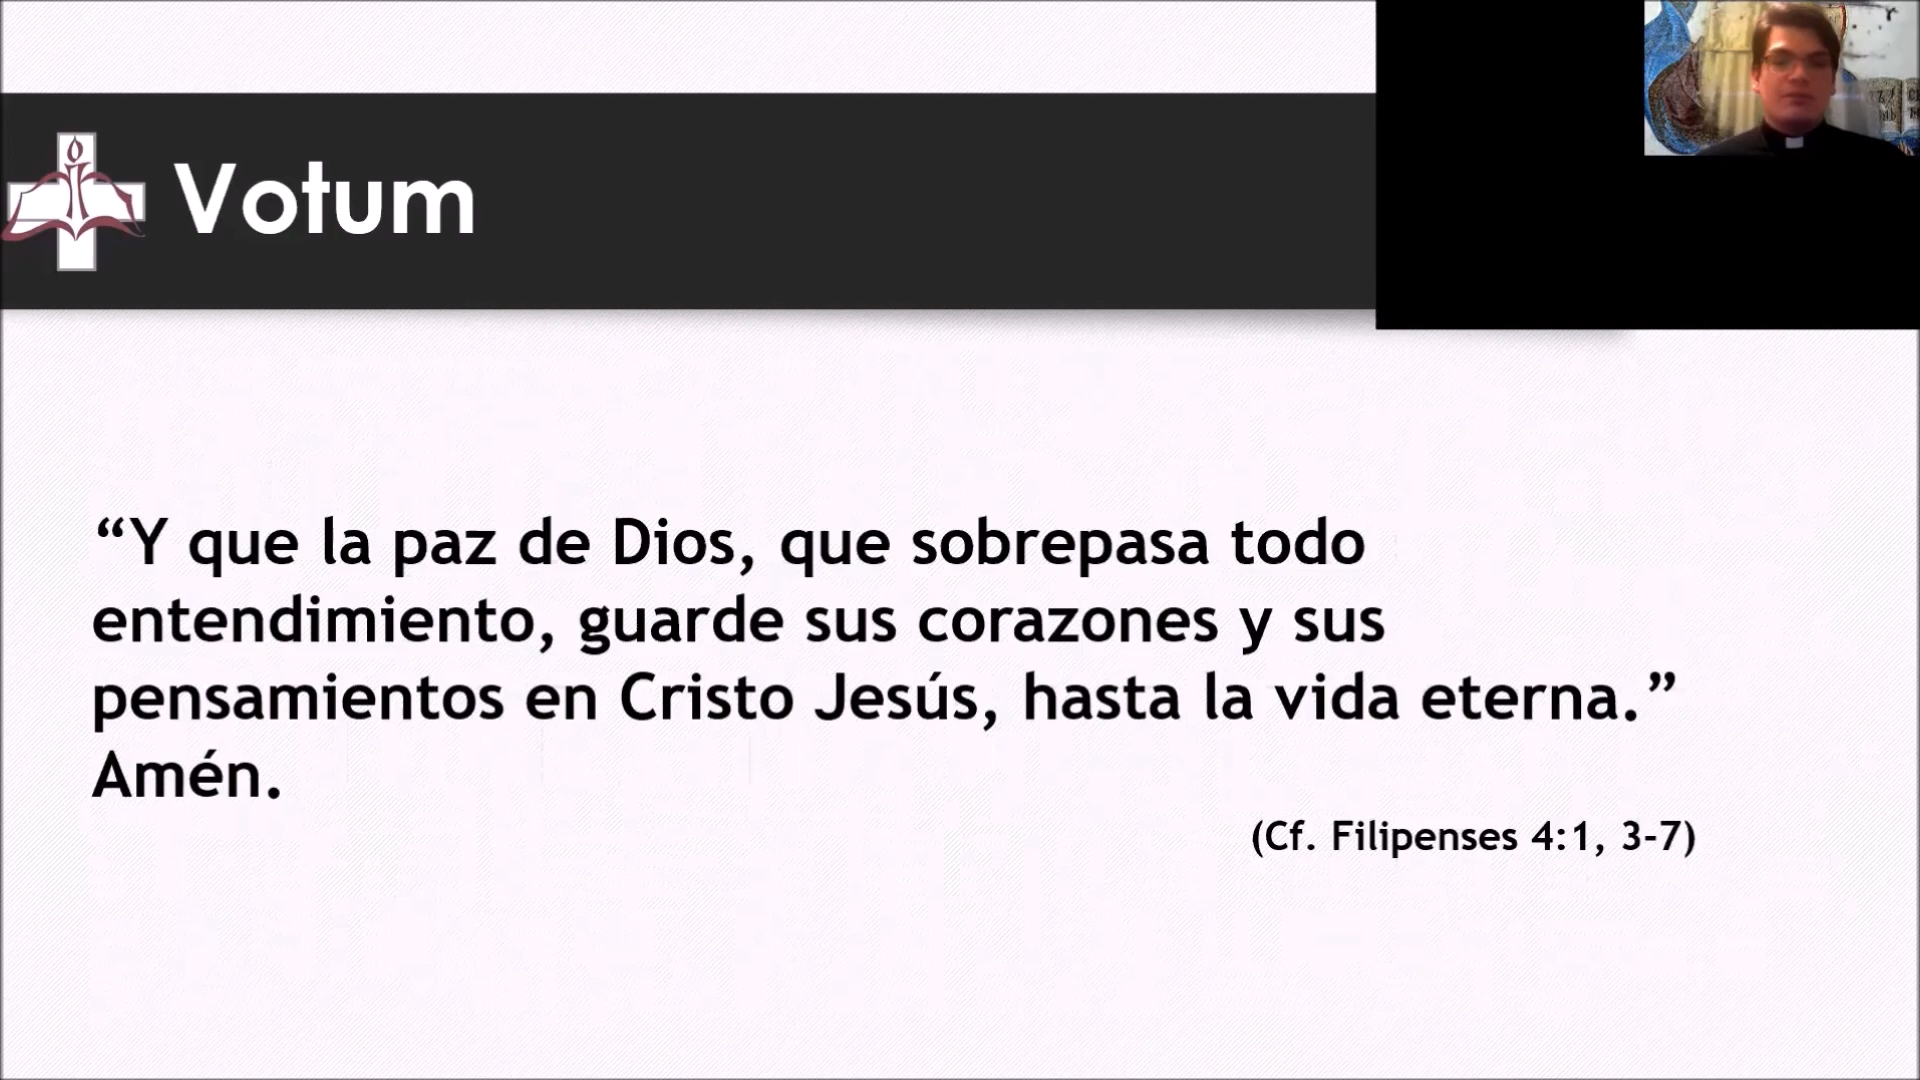 Votum
“Y que la paz de Dios, que sobrepasa todo
entendimiento, guarde sus corazones y sus
pensamientos en Cristo Jesús, hasta la vida eterna.”
Amén.
(Cf. Filipenses 4:1, 3-7)